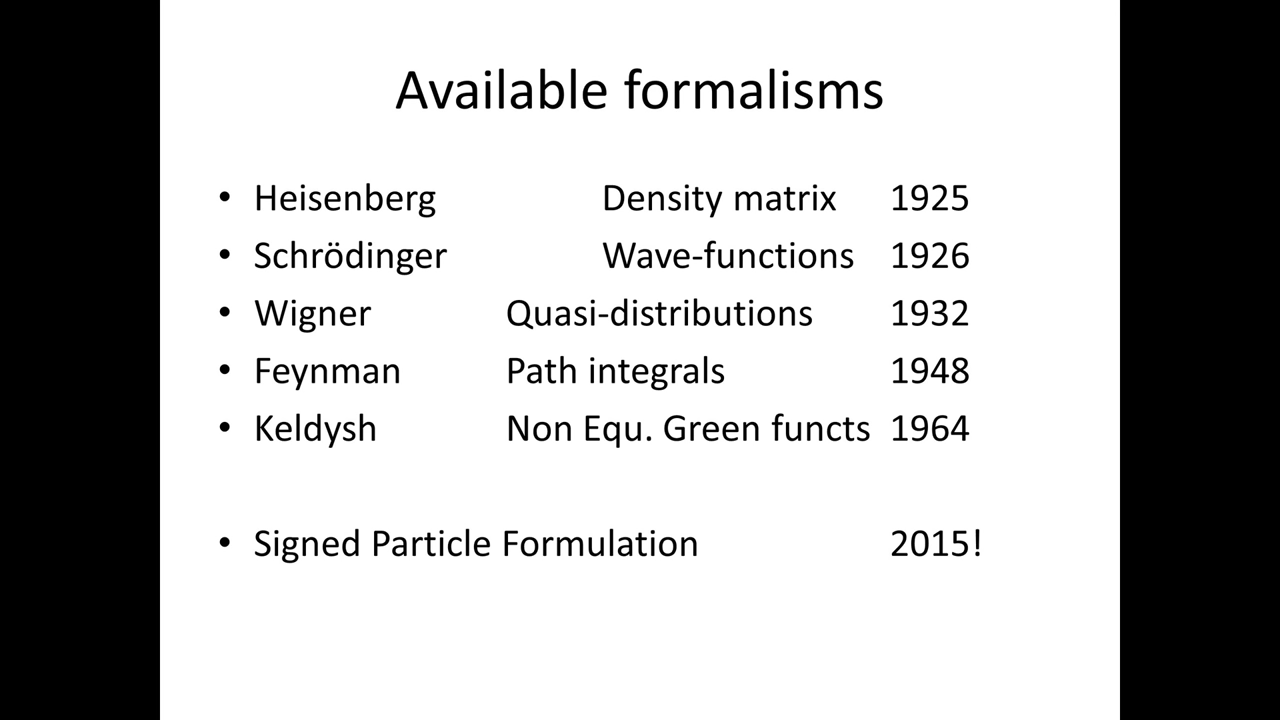 Available formalisms
• Heisenberg Density matrix 1925
• Schrödinger Wave-functions 1926
• Wigner Quasi-distributions 1932
• Feynman Path integrals 1948
• Keldysh Non Equ. Green functs 1964
• Signed Particle Formulation 2015!